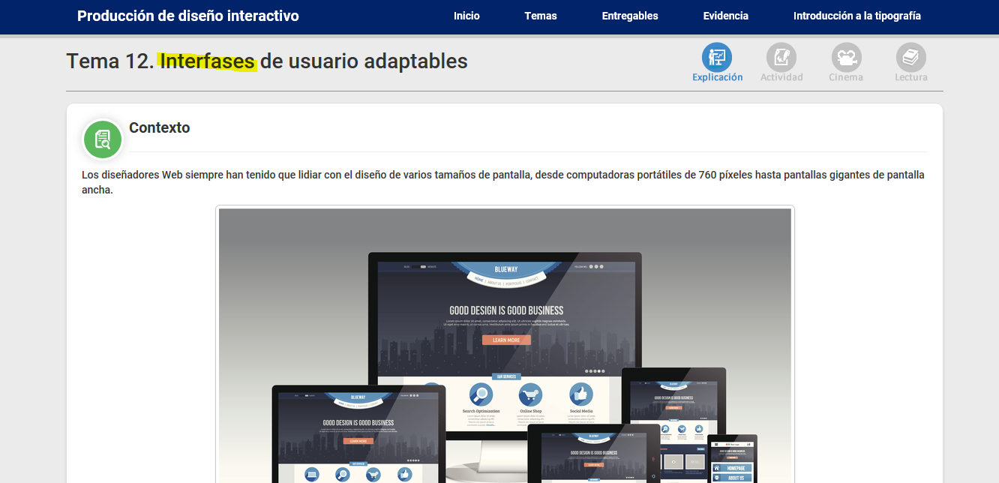 Producción de diseño interactivo
Inicio
Temas
Entregables
Evidencia
Introducción a la tipografía
Tema 12. Interfases de usuario adaptables
Explicación
Actividad
Cinema
Lectura
Contexto
Los diseñadores Web siempre han tenido que lidiar con el diseño de varios tamaños de pantalla, desde computadoras portátiles de 760 píxeles hasta pantallas gigantes de pantalla
ancha.
BLUEWAY
HOME | ABOUT US | PORTFOLIO | CONTACT
GOOD DESIGN IS GOOD BUSINESS
LEARN MORE
OUR SERVICES
Search Optimization
Online Shop
Social Media
BLUEWAY
GOOD DESIGN IS GOOD BUSINESS
LEARN MORE
BLUEWAY
GOOD DESIGN IS GOOD BUSINESS
BLUEWAY
GOOD DESIGN IS GOOD BUSINESS
HOMEPAGE
ABOUT US